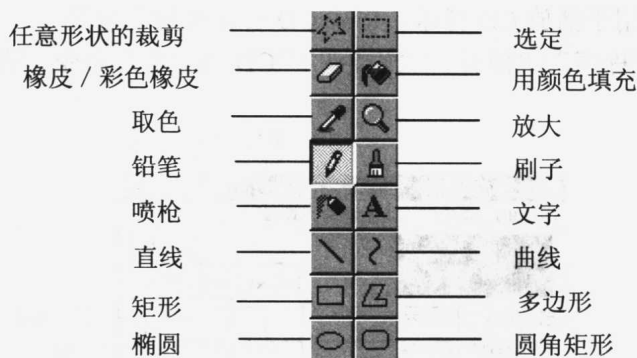 任意形状的裁剪 选定
橡皮 / 彩色橡皮 用颜色填充
取色 放大
铅笔 刷子
喷枪 A 文字
直线 曲线
矩形 多边形
椭圆 圆角矩形